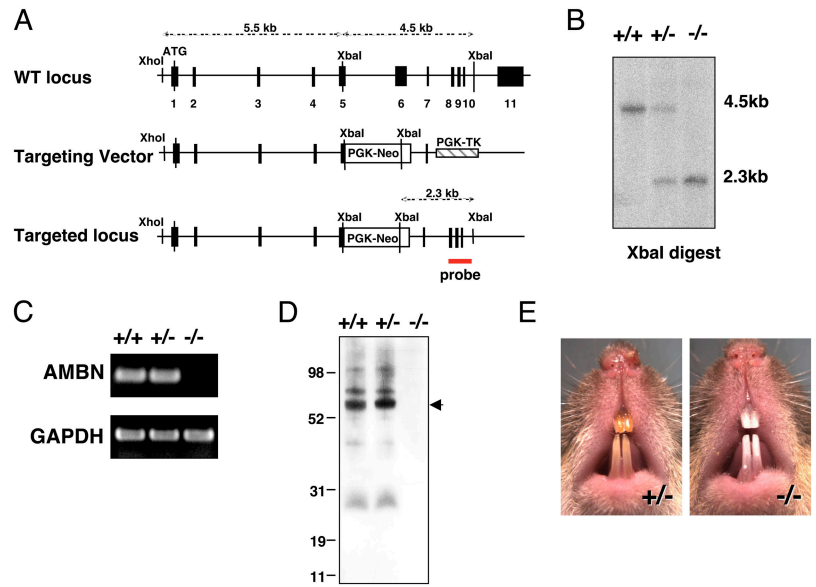 A
5.5 kb 4.5 kb
XhoI ATG XbaI XbaI
WT locus
1 2 3 4 5 6 7 8 9 10 11
XhoI XbaI XbaI PGK-TK
Targeting Vector PGK-Neo
2.3 kb
XhoI XbaI XbaI XbaI
Targeted locus PGK-Neo
probe
B
+/+ +/- -/-
4.5kb
2.3kb
XbaI digest
C
+/+ +/- -/-
AMBN
GAPDH
D
+/+ +/- -/-
98
52
31
19
11
E
+/- -/-